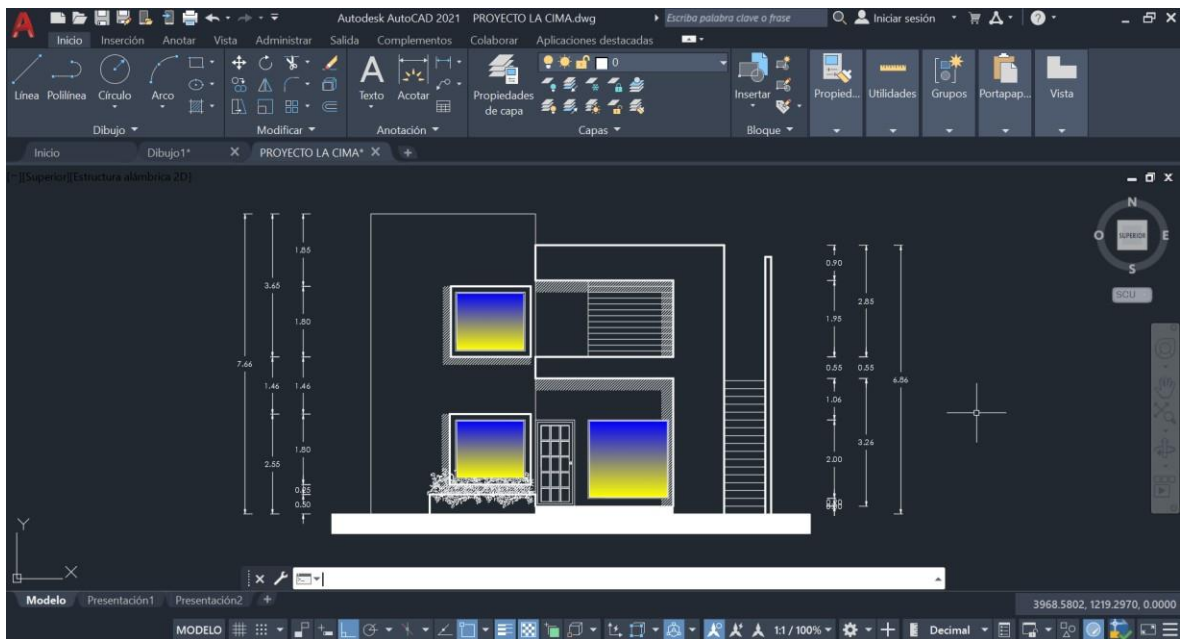 Autodesk AutoCAD 2021 PROYECTO LA CIMA.dwg
Escriba palabra clave o frase
Iniciar sesión
Inicio Inserción Anotar Vista Administrar Salida Complementos Colaborar Aplicaciones destacadas
0
Línea Polilínea Círculo Arco
Texto Acotar
Propiedades de capa
Insertar
Propied... Utilidades Grupos Portapap... Vista
Dibujo Modificar Anotación Capas Bloque
Inicio Dibujo1* PROYECTO LA CIMA*
[-][Superior][Estructura alámbrica 2D]
N
O SUPERIOR E
S
SCU
1.85
3.65
1.80
7.66
1.46 1.46
1.80
2.55
0.50
0.90
2.85
1.95
0.55 0.55
6.86
1.06
3.26
2.00
Y
X
Modelo Presentación1 Presentación2
3968.5802, 1219.2970, 0.0000
MODELO 1:1 / 100% Decimal